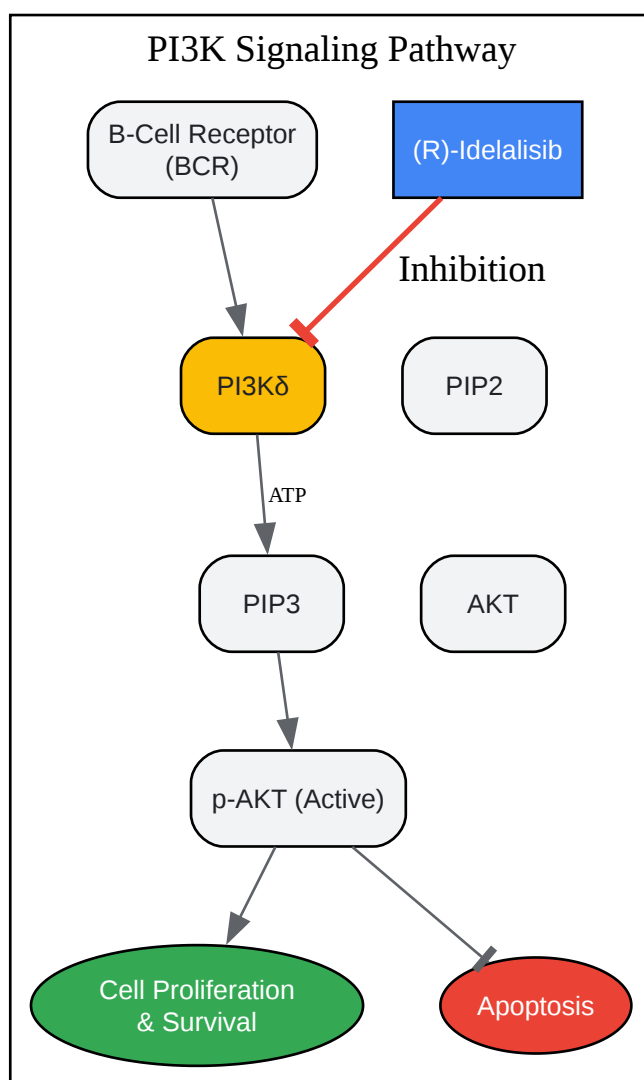 PI3K Signaling Pathway
B-Cell Receptor
(BCR)
(R)-Idelalisib
Inhibition
PI3Kδ
PIP2
ATP
PIP3
AKT
p-AKT (Active)
Cell Proliferation
& Survival
Apoptosis